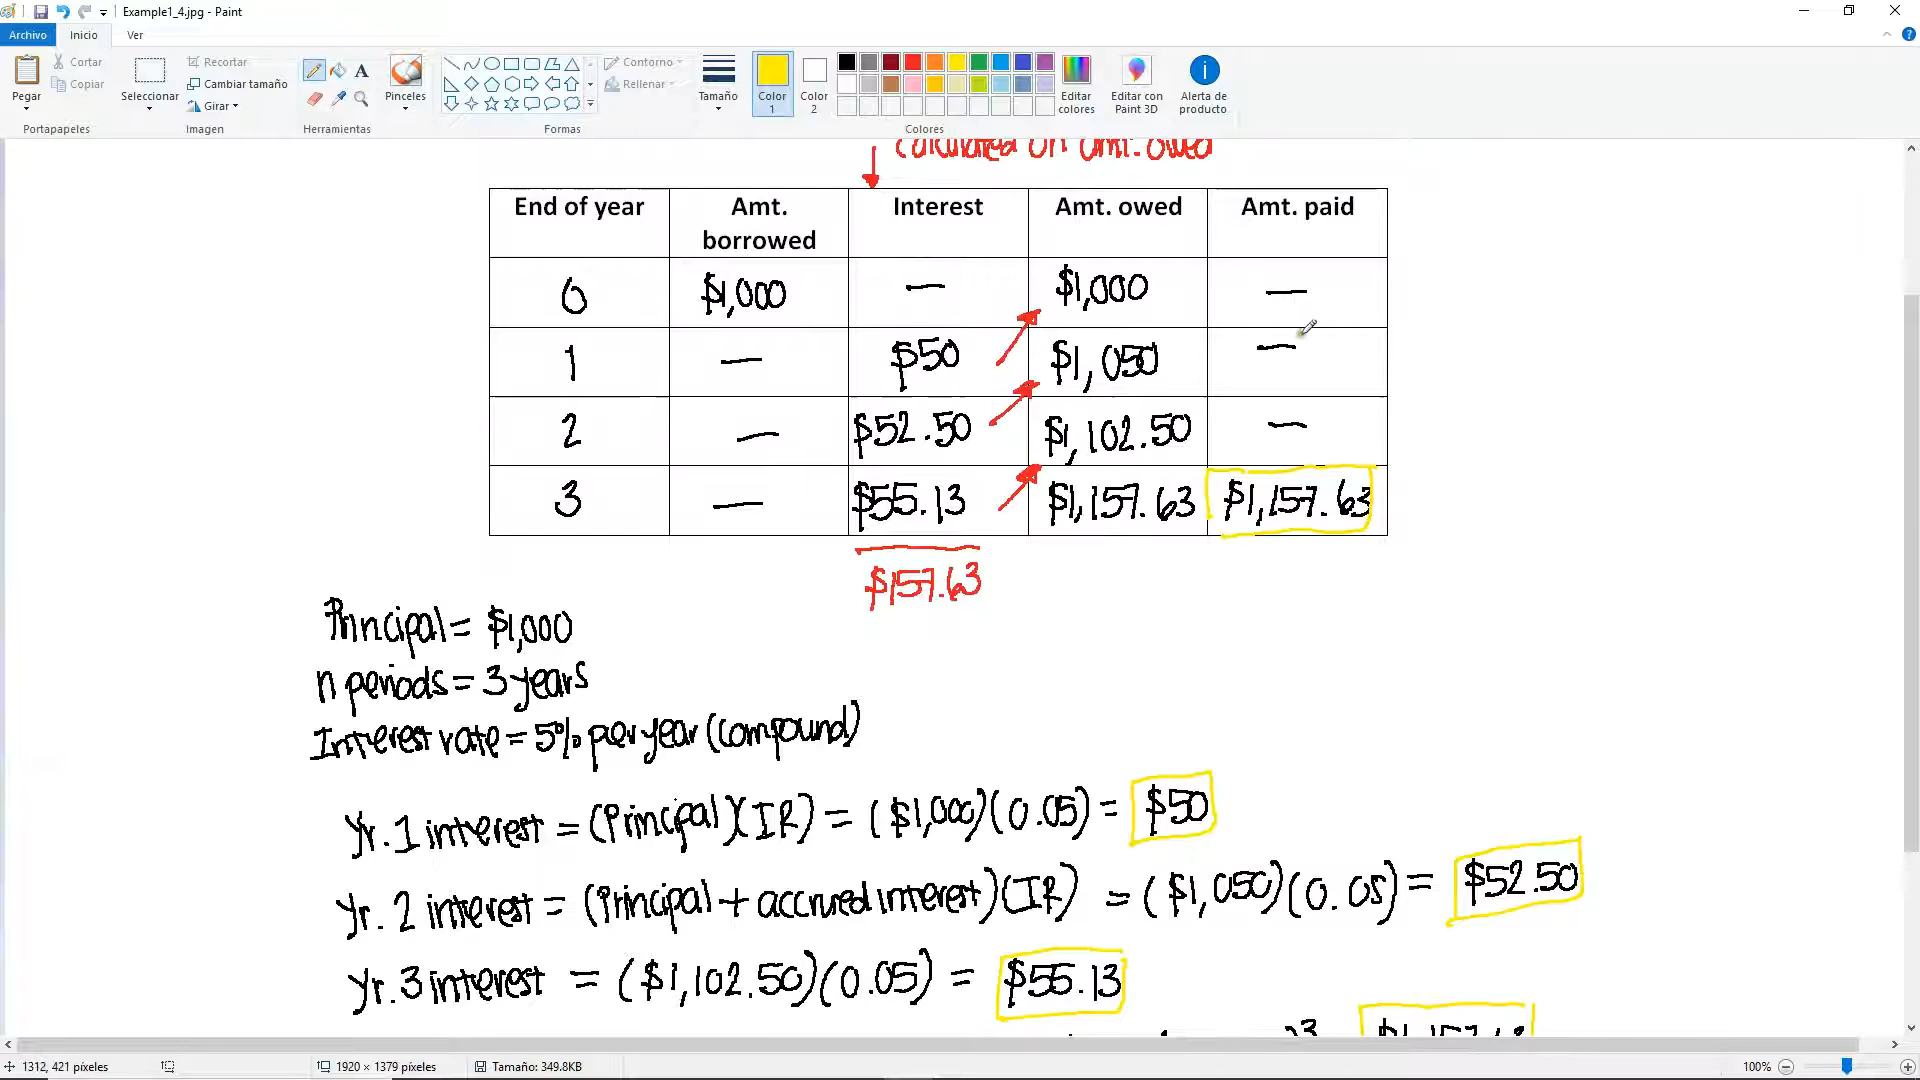 Example1_4.jpg - Paint
Archivo Inicio Ver
Pegar
Cortar
Copiar
Portapapeles
Seleccionar
Recortar
Cambiar tamaño
Girar
Imagen
A
Herramientas
Pinceles
Contorno
Rellenar
Formas
Tamaño
Color 1
Color 2
Editar colores
Colores
Editar con Paint 3D
Alerta de producto
calculated on amt. owed
End of year Amt. borrowed Interest Amt. owed Amt. paid
0 $1,000 — $1,000 —
1 — $50 $1,050 —
2 — $52.50 $1,102.50 —
3 — $55.13 $1,157.63 $1,157.63
$157.63
Principal = $1,000
n periods = 3 years
Interest rate = 5% per year (compound)
Yr. 1 interest = (Principal)(IR) = ($1,000)(0.05) = $50
Yr. 2 interest = (Principal + accrued interest)(IR) = ($1,050)(0.05) = $52.50
Yr. 3 interest = ($1,102.50)(0.05) = $55.13
1312, 421 píxeles 1920 × 1379 píxeles Tamaño: 349.8KB 100%